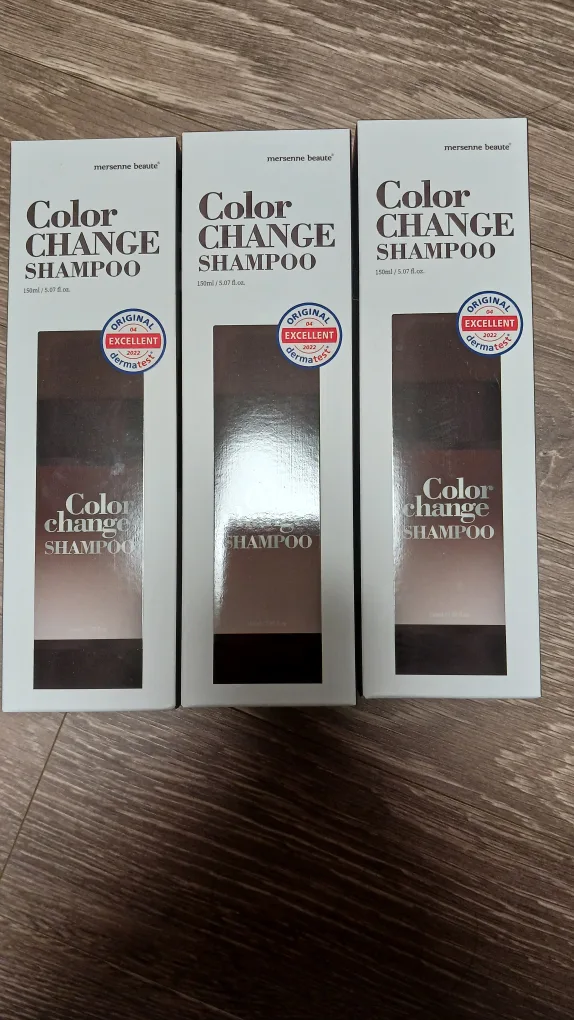 mersenne beaute®
Color
CHANGE
SHAMPOO
150ml / 5.07 fl.oz.
ORIGINAL
04
EXCELLENT
2022
dermatest®
Color
change
SHAMPOO
mersenne beaute®
Color
CHANGE
SHAMPOO
150ml / 5.07 fl.oz.
ORIGINAL
04
EXCELLENT
2022
dermatest®
SHAMPOO
mersenne beaute®
Color
CHANGE
SHAMPOO
150ml / 5.07 fl.oz.
ORIGINAL
04
EXCELLENT
2022
dermatest®
Color
change
SHAMPOO